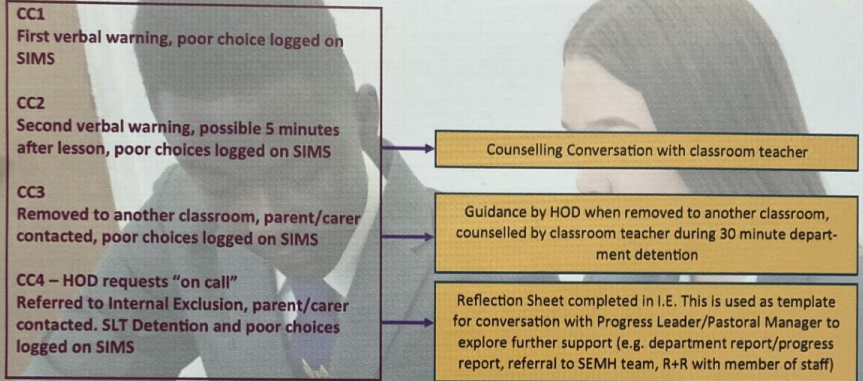 CC1
First verbal warning, poor choice logged on
SIMS
CC2
Second verbal warning, possible 5 minutes
after lesson, poor choices logged on SIMS
CC3
Removed to another classroom, parent/carer
contacted, poor choices logged on SIMS
CC4 – HOD requests "on call"
Referred to Internal Exclusion, parent/carer
contacted. SLT Detention and poor choices
logged on SIMS
Counselling Conversation with classroom teacher
Guidance by HOD when removed to another classroom,
counselled by classroom teacher during 30 minute depart-
ment detention
Reflection Sheet completed in I.E. This is used as template
for conversation with Progress Leader/Pastoral Manager to
explore further support (e.g. department report/progress
report, referral to SEMH team, R+R with member of staff)